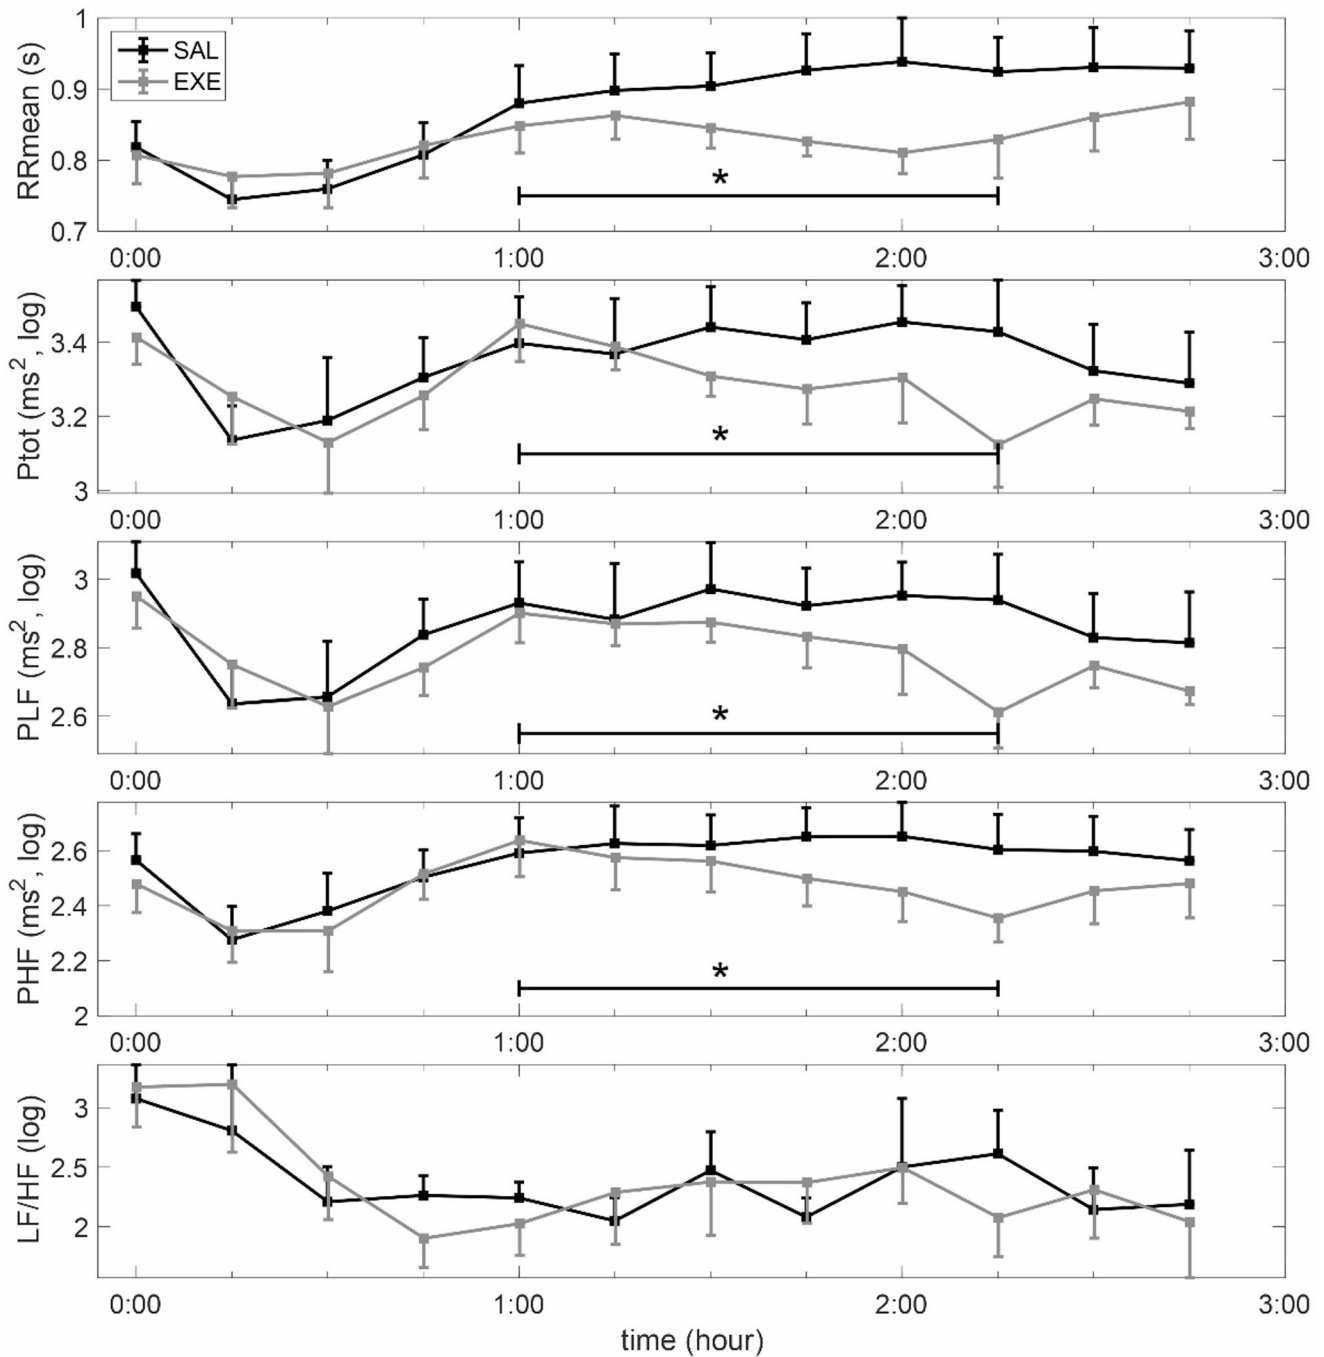 1
0.9
0.8
0.7
RRmean (s)
SAL
EXE
*
0:00 1:00 2:00 3:00
3.4
3.2
3
Ptot (ms², log)
*
0:00 1:00 2:00 3:00
3
2.8
2.6
PLF (ms², log)
*
0:00 1:00 2:00 3:00
2.6
2.4
2.2
2
PHF (ms², log)
*
0:00 1:00 2:00 3:00
3
2.5
2
LF/HF (log)
0:00 1:00 2:00 3:00
time (hour)